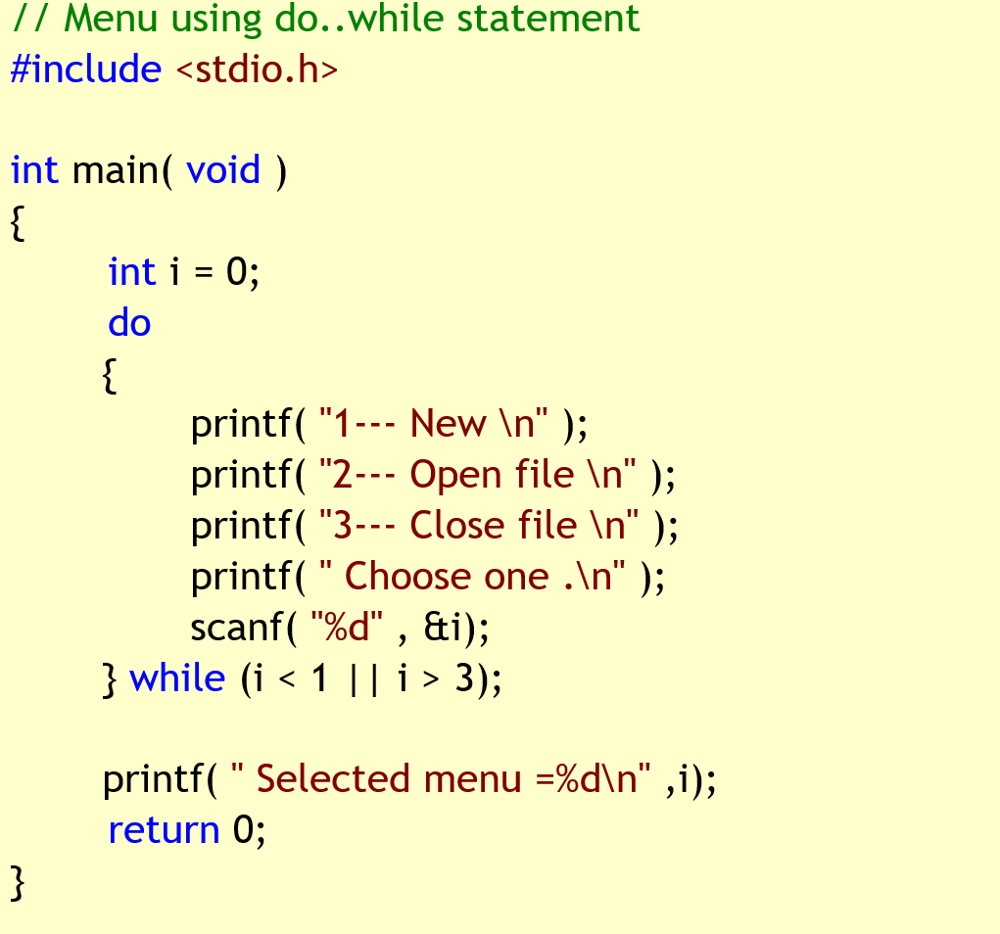 // Menu using do..while statement
#include <stdio.h>
int main( void )
{
int i = 0;
do
{
printf( "1--- New \n" );
printf( "2--- Open file \n" );
printf( "3--- Close file \n" );
printf( " Choose one .\n" );
scanf( "%d" , &i);
} while (i < 1 || i > 3);
printf( " Selected menu =%d\n" ,i);
return 0;
}